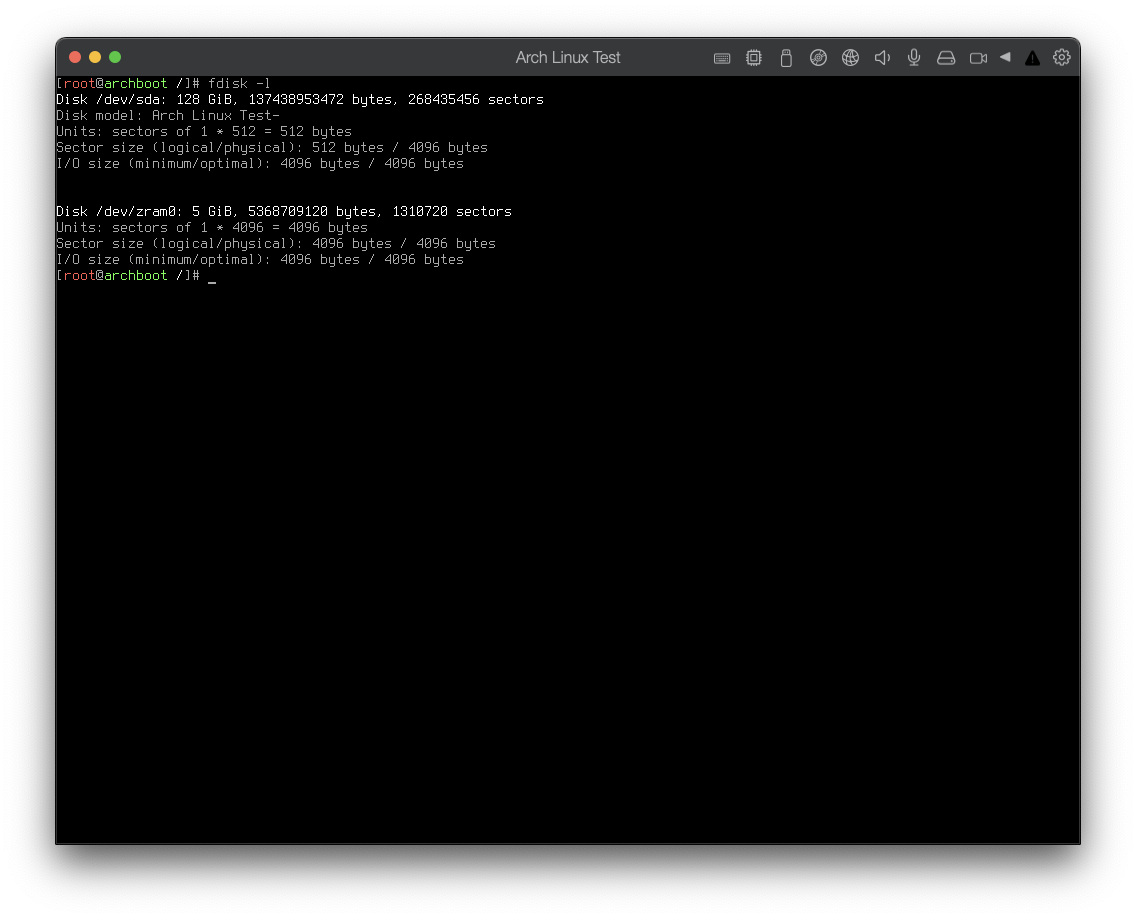 Arch Linux Test
[root@archboot /]# fdisk -l
Disk /dev/sda: 128 GiB, 137438953472 bytes, 268435456 sectors
Disk model: Arch Linux Test-
Units: sectors of 1 * 512 = 512 bytes
Sector size (logical/physical): 512 bytes / 4096 bytes
I/O size (minimum/optimal): 4096 bytes / 4096 bytes
Disk /dev/zram0: 5 GiB, 5368709120 bytes, 1310720 sectors
Units: sectors of 1 * 4096 = 4096 bytes
Sector size (logical/physical): 4096 bytes / 4096 bytes
I/O size (minimum/optimal): 4096 bytes / 4096 bytes
[root@archboot /]# _